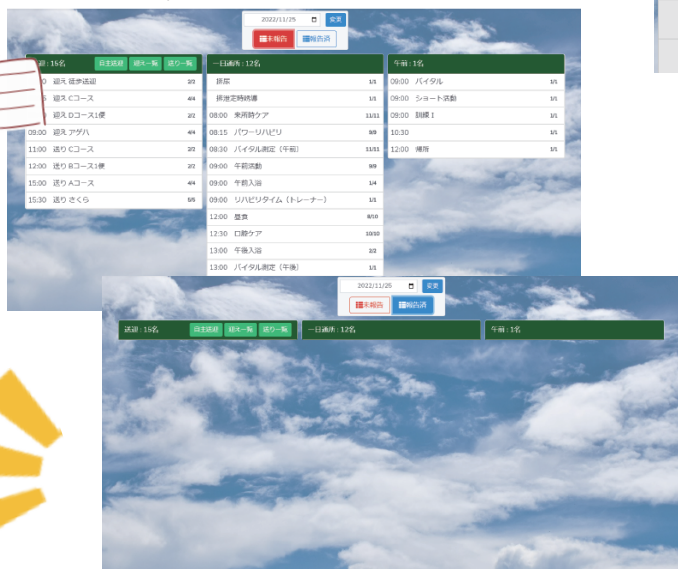 2022/11/25 変更
未報告 報告済
送迎 : 15名 自主送迎 迎え一覧 送り一覧
迎え 徒歩送迎 2/2
迎え Cコース 4/4
迎え Dコース1便 2/2
09:00 迎え アゲハ 4/4
11:00 送り Cコース 2/2
12:00 送り Bコース1便 2/2
15:00 送り Aコース 4/4
15:30 送り さくら 5/5
一日通所 : 12名
排尿 1/1
排泄定時誘導 1/1
08:00 来所時ケア 11/11
08:15 パワーリハビリ 9/9
08:30 バイタル測定（午前） 11/11
09:00 午前活動 9/9
09:00 午前入浴 1/4
09:00 リハビリタイム（トレーナー） 1/1
12:00 昼食 8/10
12:30 口腔ケア 10/10
13:00 午後入浴 2/2
13:00 バイタル測定（午後） 1/1
午前 : 1名
09:00 バイタル 1/1
09:00 ショート活動 1/1
09:00 訓練Ⅰ 1/1
10:30 1/1
12:00 帰所 1/1
2022/11/25 変更
未報告 報告済
送迎 : 15名 自主送迎 迎え一覧 送り一覧
一日通所 : 12名
午前 : 1名